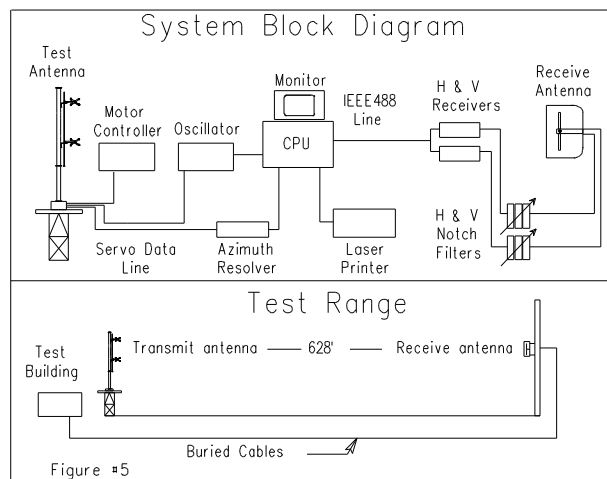 System Block Diagram
Test
Antenna
Motor
Controller
Oscillator
Monitor
CPU
IEEE488
Line
H & V
Receivers
Receive
Antenna
Servo Data
Line
Azimuth
Resolver
Laser
Printer
H & V
Notch
Filters
Test Range
Test
Building
Transmit antenna — 628' — Receive antenna
Buried Cables
Figure #5